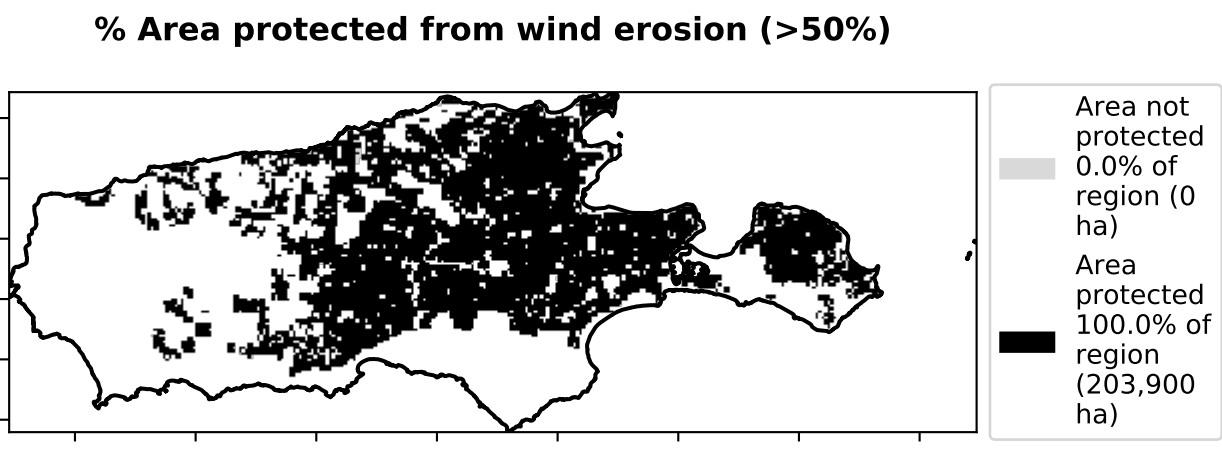 % Area protected from wind erosion (>50%)
Area not
protected
0.0% of
region (0
ha)
Area
protected
100.0% of
region
(203,900
ha)